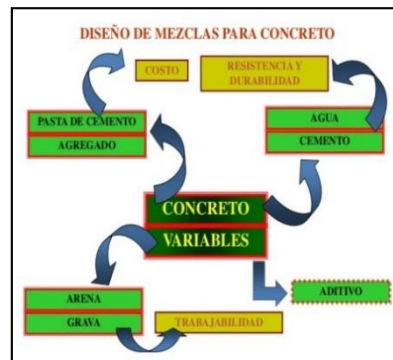 DISEÑO DE MEZCLAS PARA CONCRETO
COSTO
RESISTENCIA Y
DURABILIDAD
PASTA DE CEMENTO
AGREGADO
AGUA
CEMENTO
CONCRETO
VARIABLES
ARENA
GRAVA
TRABAJABILIDAD
ADITIVO